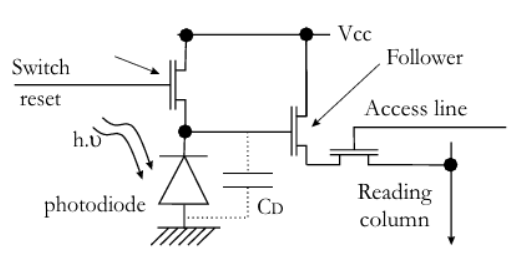 Vcc
Switch
reset
Follower
Access line
h.υ
photodiode
CD
Reading
column